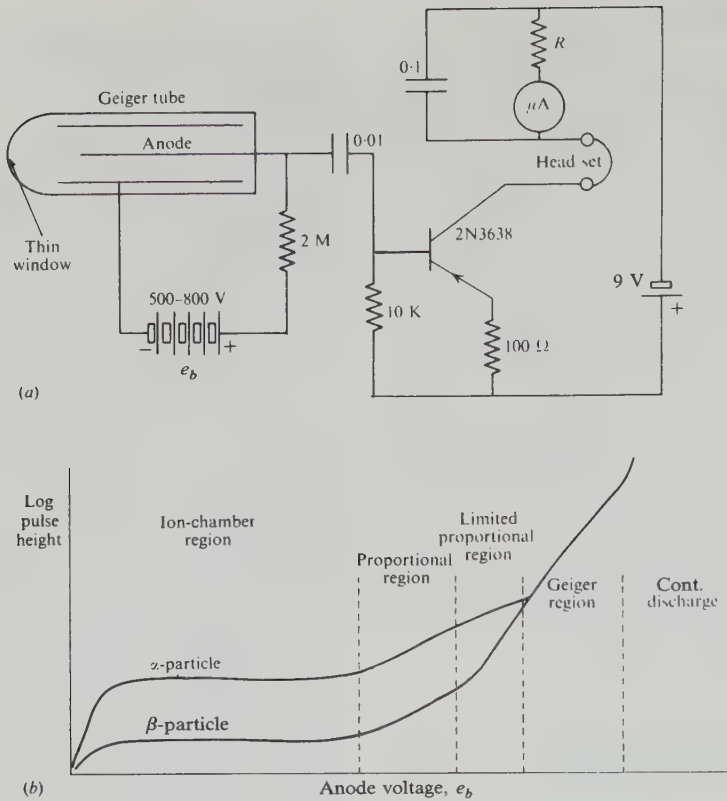 R
0·1
Geiger tube
μA
Anode
0·01
Head set
2N3638
2 M
Thin
window
9 V
500–800 V
10 K
+
100 Ω
− +
e_b
(a)
Log
pulse
height
Ion-chamber
region
Limited
proportional
region
Proportional
region
Geiger
region
Cont.
discharge
α-particle
β-particle
(b)
Anode voltage, e_b